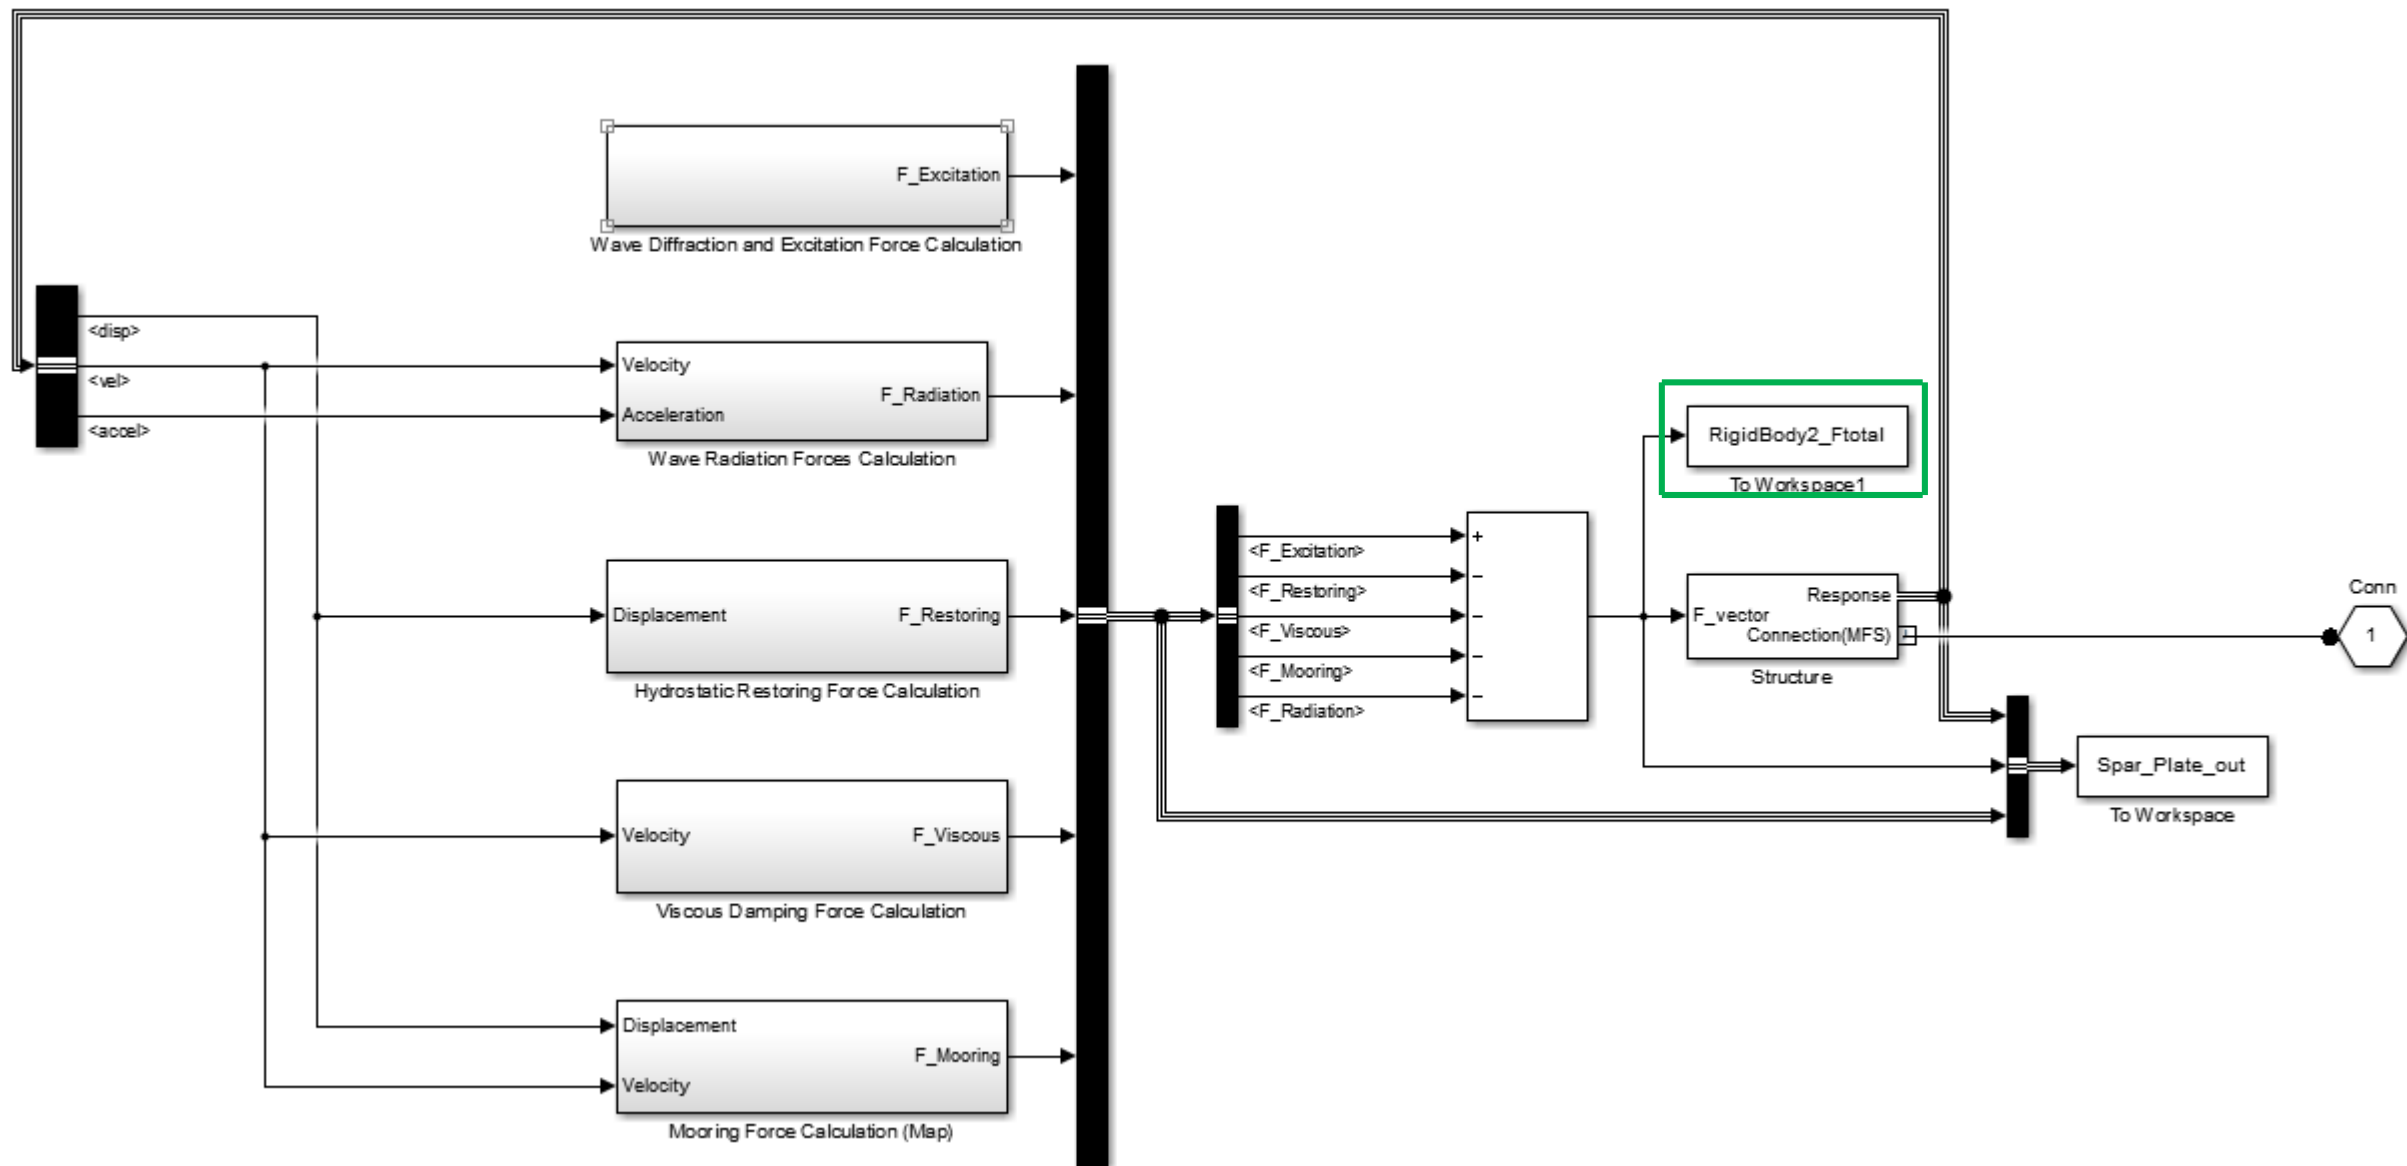 F_Excitation
Wave Diffraction and Excitation Force Calculation
<disp>
<vel>
<accel>
Velocity
Acceleration
F_Radiation
Wave Radiation Forces Calculation
Displacement
F_Restoring
Hydrostatic Restoring Force Calculation
Velocity
F_Viscous
Viscous Damping Force Calculation
Displacement
Velocity
F_Mooring
Mooring Force Calculation (Map)
<F_Excitation>
<F_Restoring>
<F_Viscous>
<F_Mooring>
<F_Radiation>
+
−
−
−
−
RigidBody2_Ftotal
To Workspace1
F_vector
Response
Connection(MFS)
Structure
Conn
1
Spar_Plate_out
To Workspace